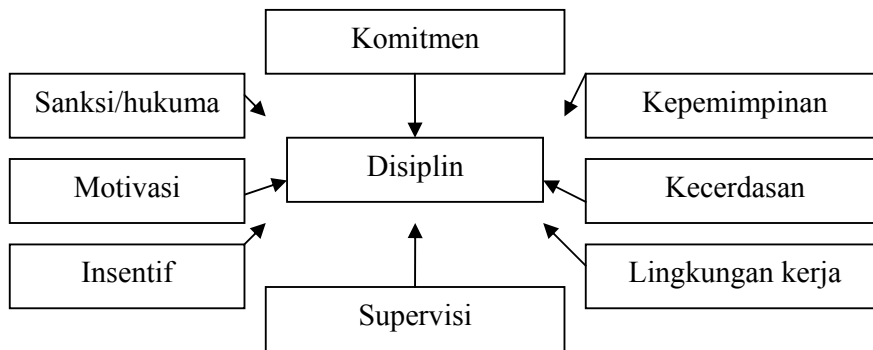 Komitmen
Sanksi/hukuma
Kepemimpinan
Motivasi
Disiplin
Kecerdasan
Insentif
Lingkungan kerja
Supervisi